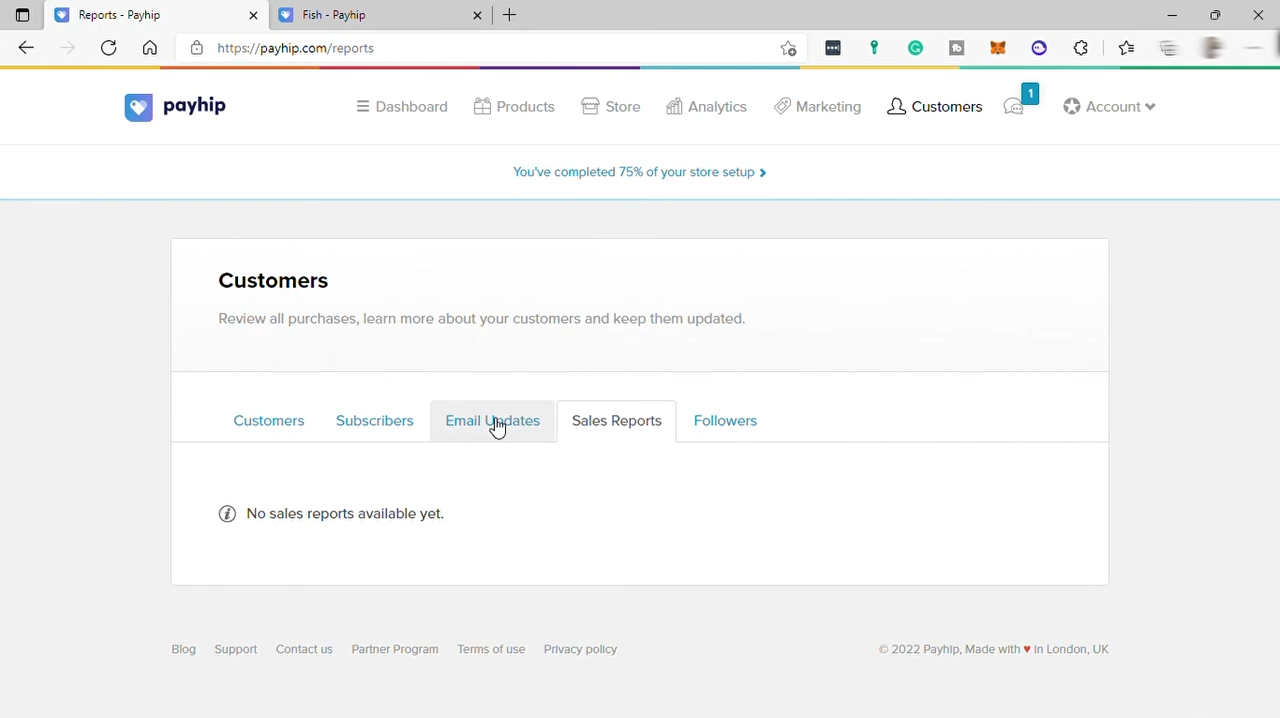 Reports - Payhip
Fish - Payhip
https://payhip.com/reports
payhip
Dashboard
Products
Store
Analytics
Marketing
Customers
1
Account
You've completed 75% of your store setup
Customers
Review all purchases, learn more about your customers and keep them updated.
Customers
Subscribers
Email Updates
Sales Reports
Followers
No sales reports available yet.
Blog
Support
Contact us
Partner Program
Terms of use
Privacy policy
© 2022 Payhip, Made with ♥ in London, UK